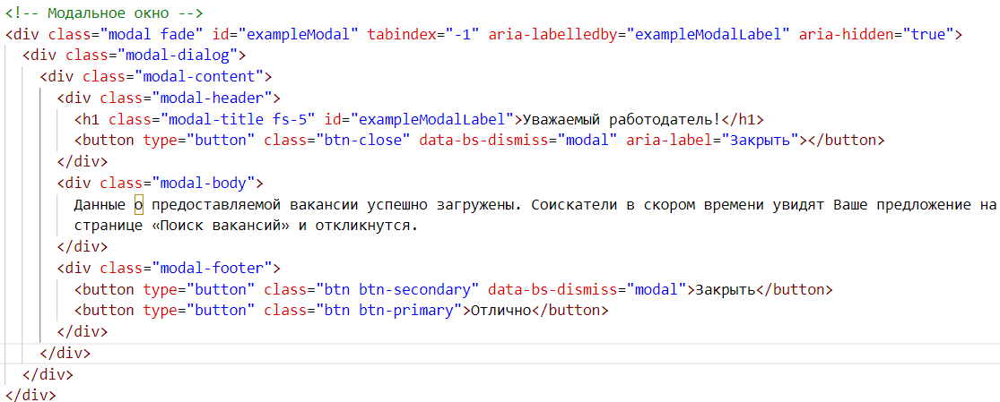 <!-- Модальное окно -->
<div class="modal fade" id="exampleModal" tabindex="-1" aria-labelledby="exampleModalLabel" aria-hidden="true">
<div class="modal-dialog">
<div class="modal-content">
<div class="modal-header">
<h1 class="modal-title fs-5" id="exampleModalLabel">Уважаемый работодатель!</h1>
<button type="button" class="btn-close" data-bs-dismiss="modal" aria-label="Закрыть"></button>
</div>
<div class="modal-body">
Данные о предоставляемой вакансии успешно загружены. Соискатели в скором времени увидят Ваше предложение на
странице «Поиск вакансий» и откликнутся.
</div>
<div class="modal-footer">
<button type="button" class="btn btn-secondary" data-bs-dismiss="modal">Закрыть</button>
<button type="button" class="btn btn-primary">Отлично</button>
</div>
</div>
</div>
</div>